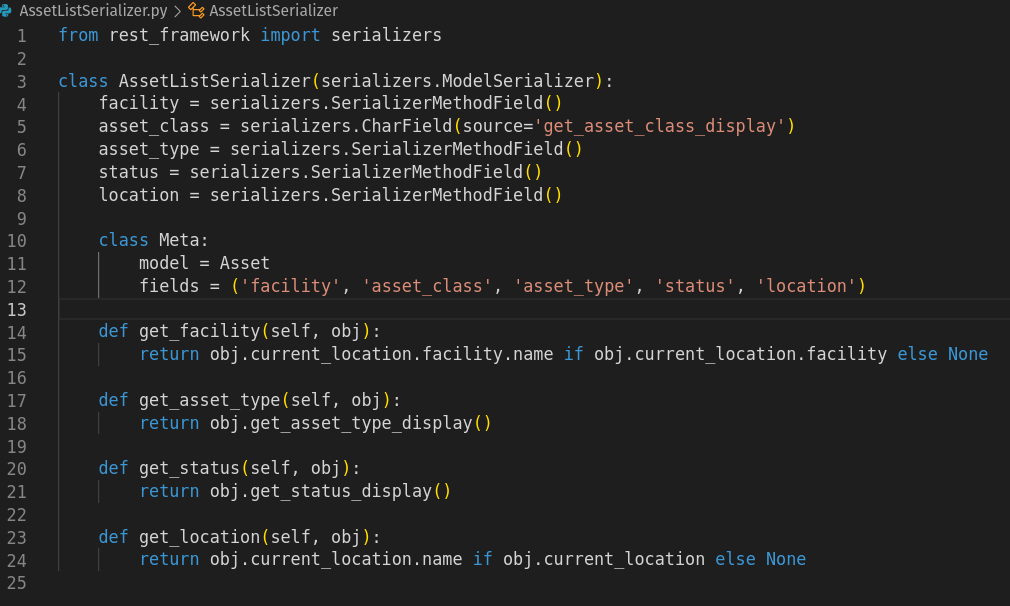 AssetListSerializer.py > AssetListSerializer
1 from rest_framework import serializers
2
3 class AssetListSerializer(serializers.ModelSerializer):
4     facility = serializers.SerializerMethodField()
5     asset_class = serializers.CharField(source='get_asset_class_display')
6     asset_type = serializers.SerializerMethodField()
7     status = serializers.SerializerMethodField()
8     location = serializers.SerializerMethodField()
9
10     class Meta:
11         model = Asset
12         fields = ('facility', 'asset_class', 'asset_type', 'status', 'location')
13
14     def get_facility(self, obj):
15         return obj.current_location.facility.name if obj.current_location.facility else None
16
17     def get_asset_type(self, obj):
18         return obj.get_asset_type_display()
19
20     def get_status(self, obj):
21         return obj.get_status_display()
22
23     def get_location(self, obj):
24         return obj.current_location.name if obj.current_location else None
25